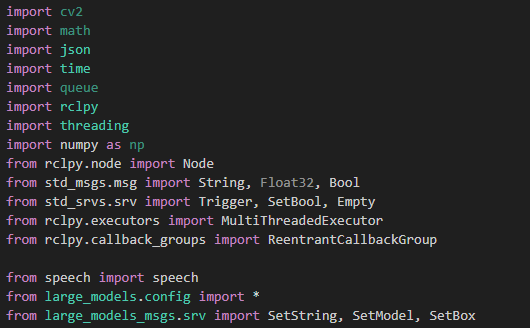 import cv2
import math
import json
import time
import queue
import rclpy
import threading
import numpy as np
from rclpy.node import Node
from std_msgs.msg import String, Float32, Bool
from std_srvs.srv import Trigger, SetBool, Empty
from rclpy.executors import MultiThreadedExecutor
from rclpy.callback_groups import ReentrantCallbackGroup

from speech import speech
from large_models.config import *
from large_models_msgs.srv import SetString, SetModel, SetBox